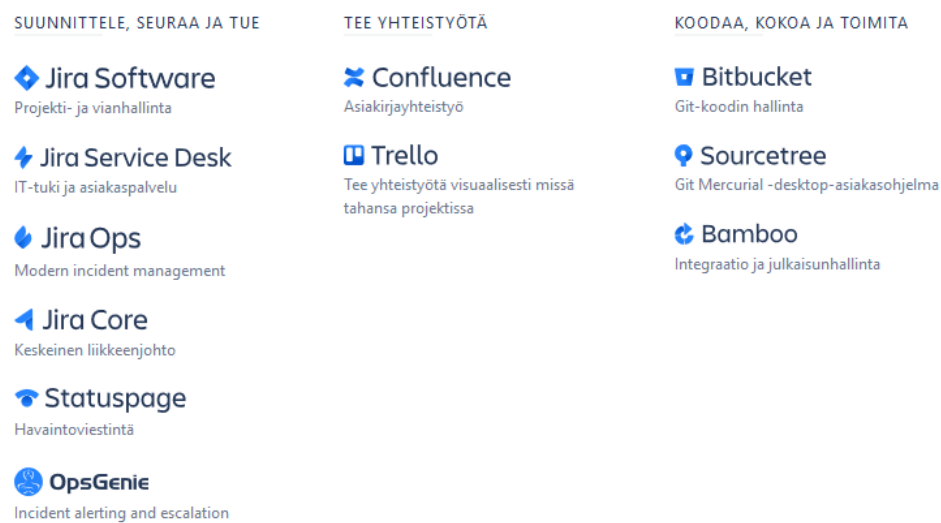 SUUNNITTELE, SEURAA JA TUE
Jira Software
Projekti- ja vianhallinta
Jira Service Desk
IT-tuki ja asiakaspalvelu
Jira Ops
Modern incident management
Jira Core
Keskeinen liikkeenjohto
Statuspage
Havaintoviestintä
OpsGenie
Incident alerting and escalation
TEE YHTEISTYÖTÄ
Confluence
Asiakirjayhteistyö
Trello
Tee yhteistyötä visuaalisesti missä
tahansa projektissa
KOODAA, KOKOA JA TOIMITA
Bitbucket
Git-koodin hallinta
Sourcetree
Git Mercurial -desktop-asiakasohjelma
Bamboo
Integraatio ja julkaisunhallinta